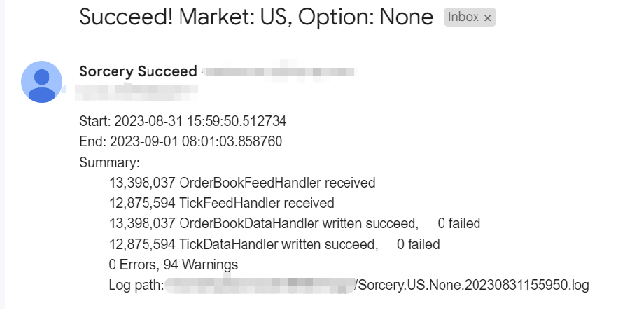 Succeed! Market: US, Option: None Inbox ×
Sorcery Succeed
Start: 2023-08-31 15:59:50.512734
End: 2023-09-01 08:01:03.858760
Summary:
13,398,037 OrderBookFeedHandler received
12,875,594 TickFeedHandler received
13,398,037 OrderBookDataHandler written succeed, 0 failed
12,875,594 TickDataHandler written succeed, 0 failed
0 Errors, 94 Warnings
Log path: /Sorcery.US.None.20230831155950.log